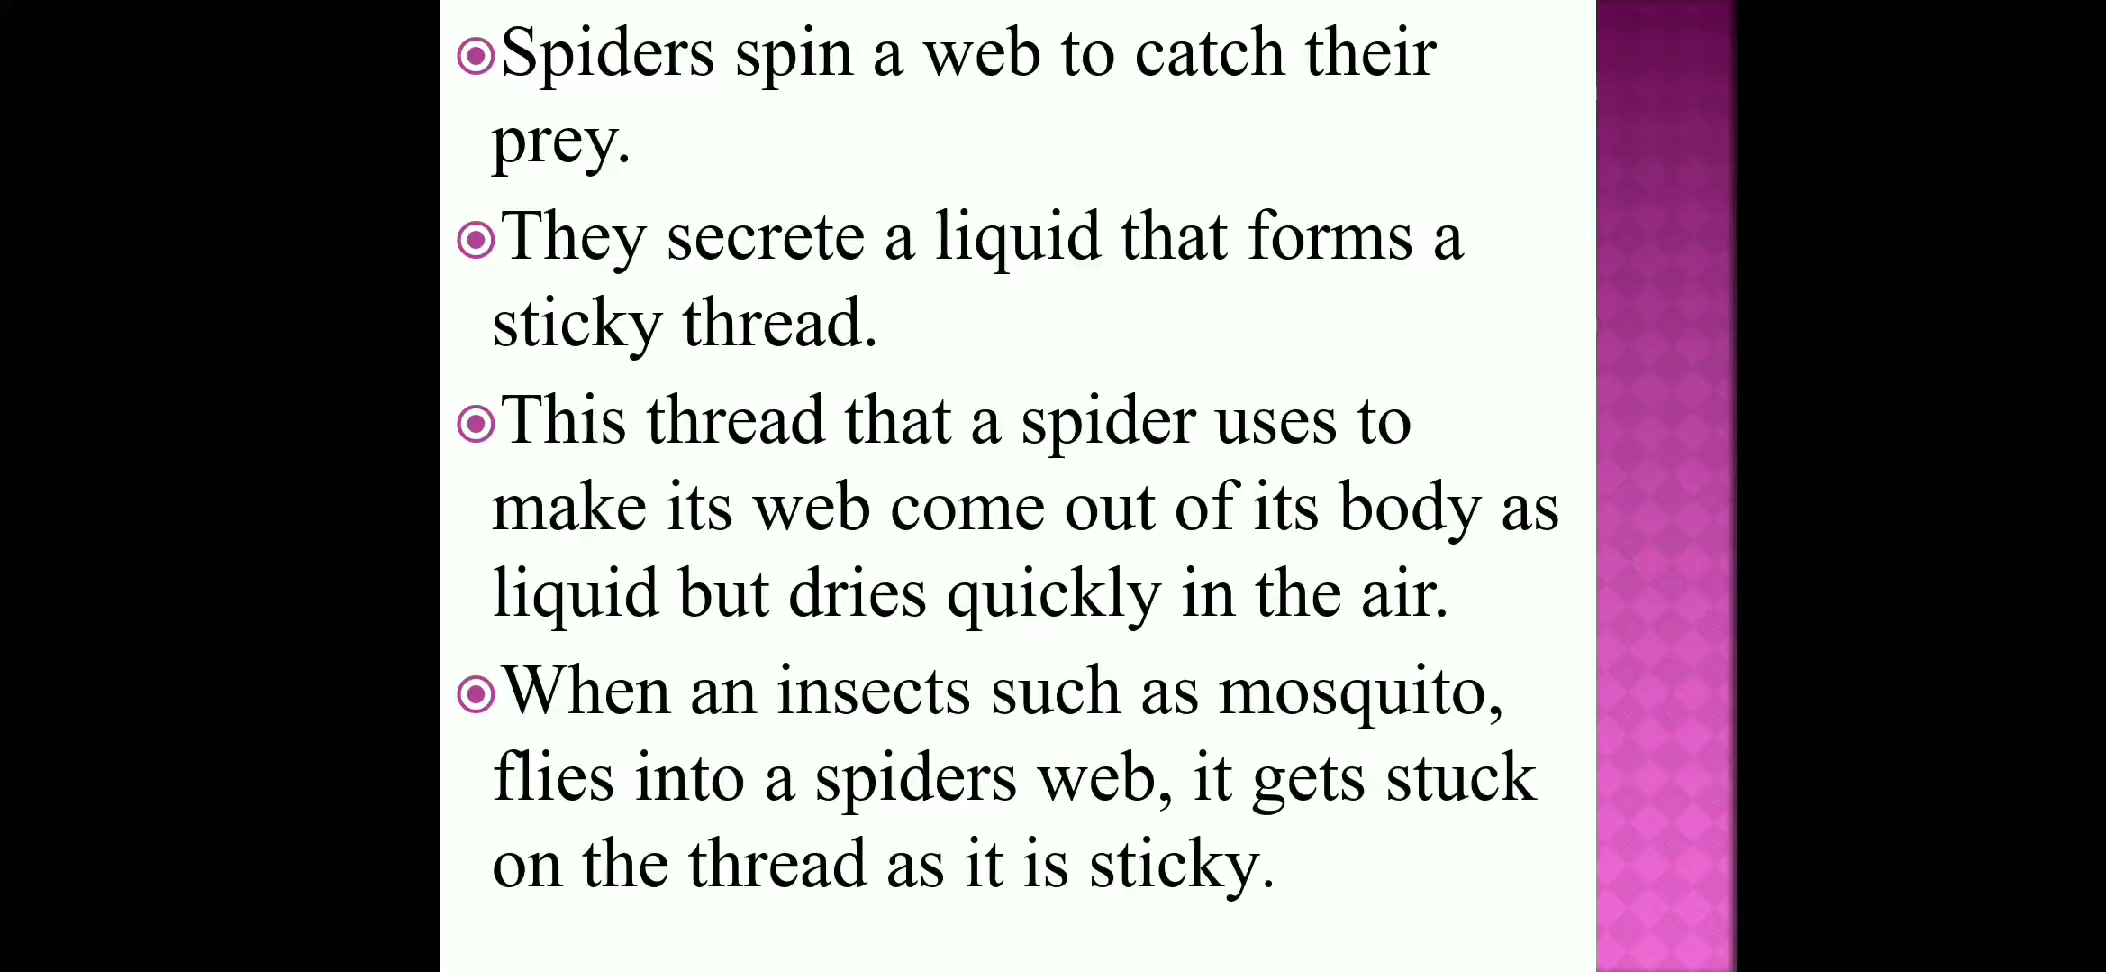 Spiders spin a web to catch their
prey.
They secrete a liquid that forms a
sticky thread.
This thread that a spider uses to
make its web come out of its body as
liquid but dries quickly in the air.
When an insects such as mosquito,
flies into a spiders web, it gets stuck
on the thread as it is sticky.